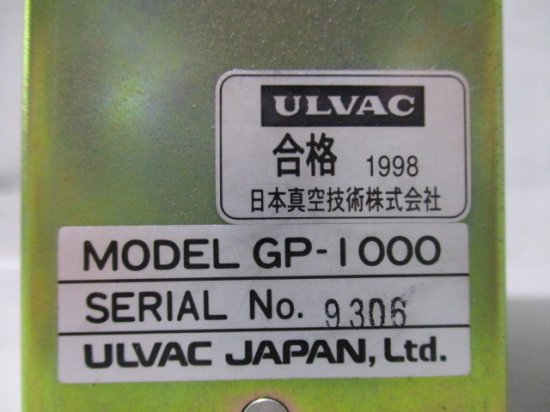 ULVAC
合格 1998
日本真空技術株式会社
MODEL GP-1000
SERIAL No. 9306
ULVAC JAPAN, Ltd.